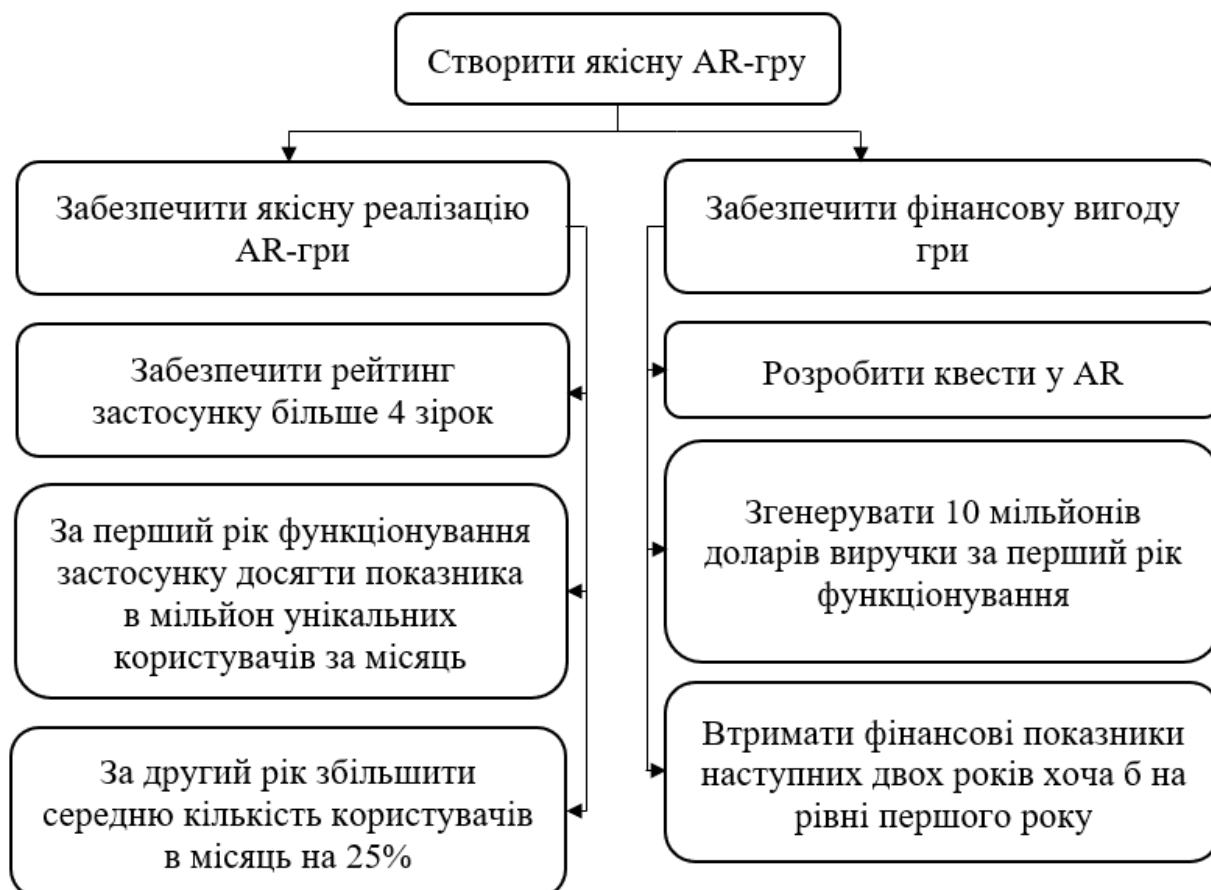 Створити якісну AR-гру
Забезпечити якісну реалізацію
AR-гри
Забезпечити рейтинг
застосунку більше 4 зірок
За перший рік функціонування
застосунку досягти показника
в мільйон унікальних
користувачів за місяць
За другий рік збільшити
середню кількість користувачів
в місяць на 25%
Забезпечити фінансову вигоду
гри
Розробити квести у AR
Згенерувати 10 мільйонів
доларів виручки за перший рік
функціонування
Втримати фінансові показники
наступних двох років хоча б на
рівні першого року